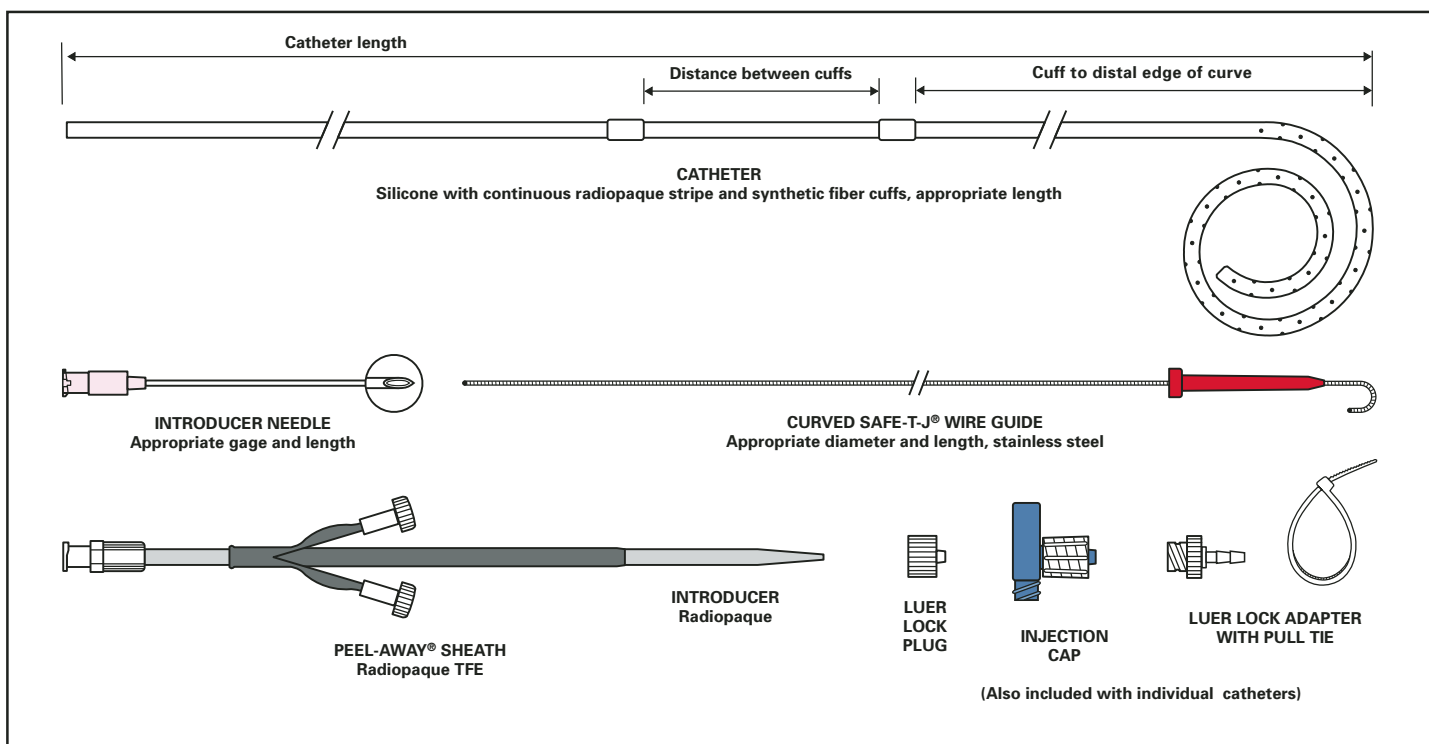 Catheter length
Distance between cuffs
Cuff to distal edge of curve
CATHETER
Silicone with continuous radiopaque stripe and synthetic fiber cuffs, appropriate length
INTRODUCER NEEDLE
Appropriate gage and length
CURVED SAFE-T-J® WIRE GUIDE
Appropriate diameter and length, stainless steel
PEEL-AWAY® SHEATH
Radiopaque TFE
INTRODUCER
Radiopaque
LUER
LOCK
PLUG
INJECTION
CAP
LUER LOCK ADAPTER
WITH PULL TIE
(Also included with individual catheters)